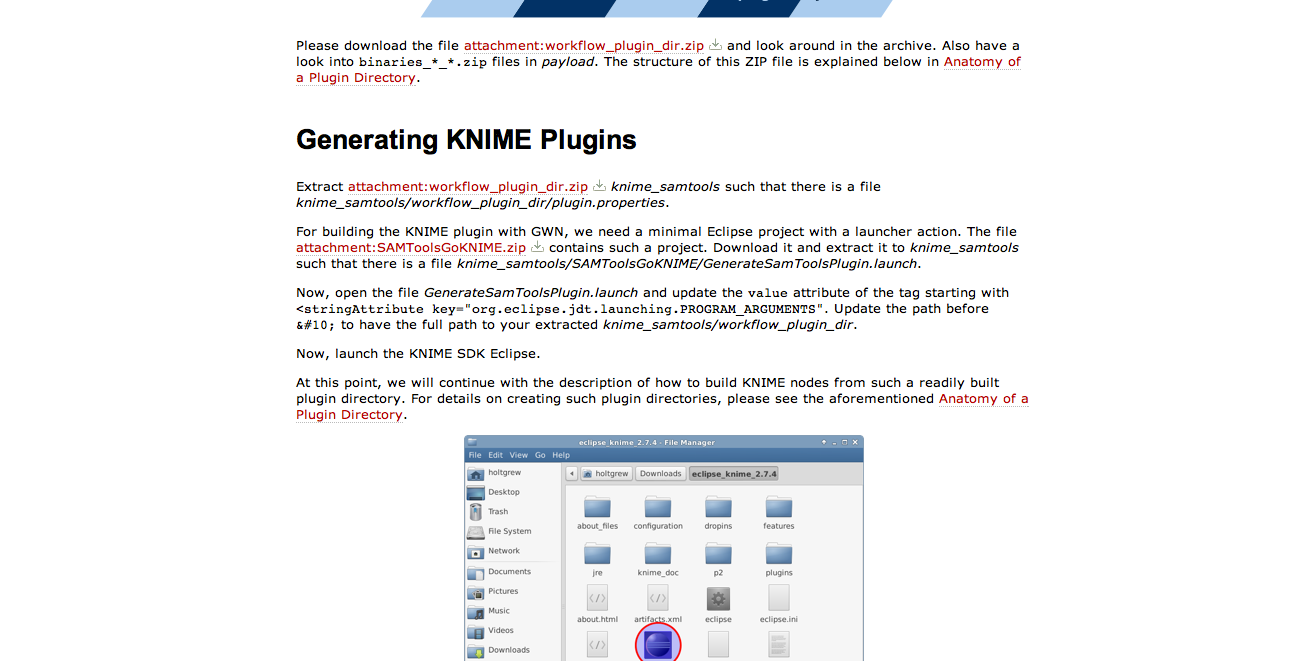 Please download the file attachment:workflow_plugin_dir.zip and look around in the archive. Also have a
look into binaries_*_*.zip files in payload. The structure of this ZIP file is explained below in Anatomy of
a Plugin Directory.
Generating KNIME Plugins
Extract attachment:workflow_plugin_dir.zip knime_samtools such that there is a file
knime_samtools/workflow_plugin_dir/plugin.properties.
For building the KNIME plugin with GWN, we need a minimal Eclipse project with a launcher action. The file
attachment:SAMToolsGoKNIME.zip contains such a project. Download it and extract it to knime_samtools
such that there is a file knime_samtools/SAMToolsGoKNIME/GenerateSamToolsPlugin.launch.
Now, open the file GenerateSamToolsPlugin.launch and update the value attribute of the tag starting with
<stringAttribute key="org.eclipse.jdt.launching.PROGRAM_ARGUMENTS". Update the path before
&#10; to have the full path to your extracted knime_samtools/workflow_plugin_dir.
Now, launch the KNIME SDK Eclipse.
At this point, we will continue with the description of how to build KNIME nodes from such a readily built
plugin directory. For details on creating such plugin directories, please see the aforementioned Anatomy of a
Plugin Directory.
eclipse_knime_2.7.4 - File Manager
File Edit View Go Help
holtgrew Downloads eclipse_knime_2.7.4
holtgrew
Desktop
Trash
File System
Network
Documents
Pictures
Music
Videos
Downloads
about_files configuration dropins features
jre knime_doc p2 plugins
about.html artifacts.xml eclipse eclipse.ini